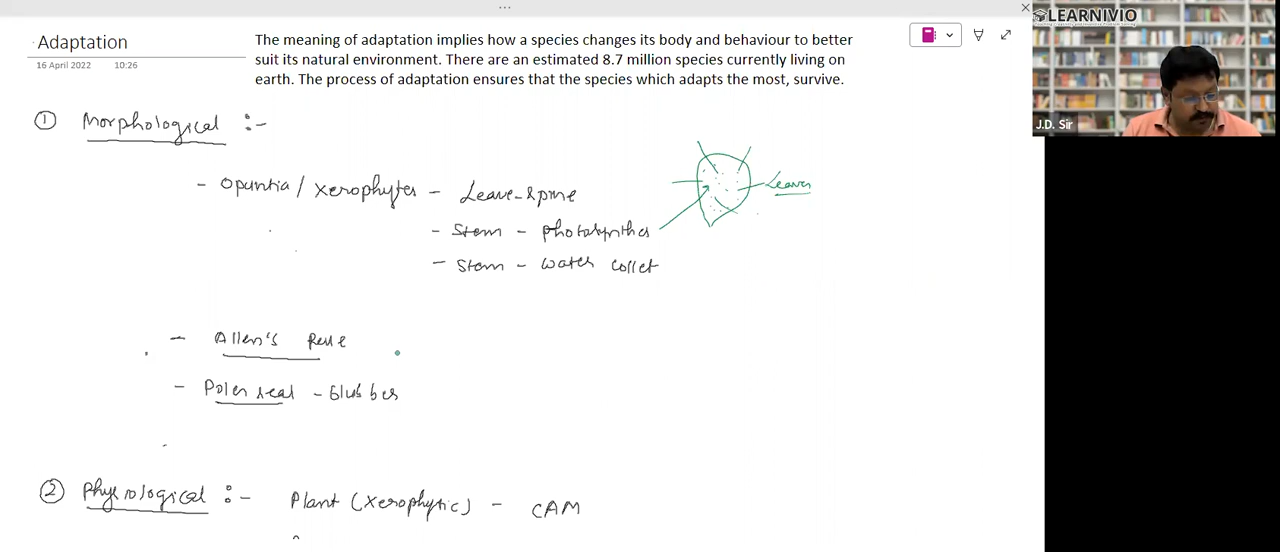 LEARNIVIO
Adaptation
16 April 2022 10:26
The meaning of adaptation implies how a species changes its body and behaviour to better
suit its natural environment. There are an estimated 8.7 million species currently living on
earth. The process of adaptation ensures that the species which adapts the most, survive.
J.D. Sir
① Morphological :-
- Opuntia / Xerophytes - Leave-spine
Leaves
- Stem - photosynthes
- Stem - water collet
- Allen's Rule
- Poler seal - blubber
② Physiological :- Plant (Xerophytic) - CAM